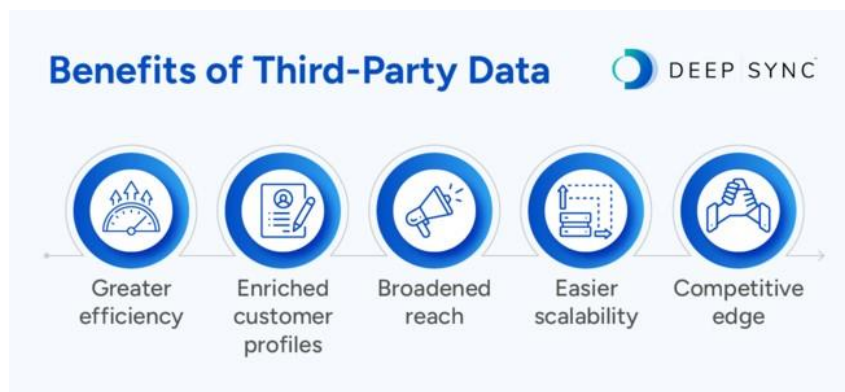 Benefits of Third-Party Data
DEEP SYNC
Greater
efficiency
Enriched
customer
profiles
Broadened
reach
Easier
scalability
Competitive
edge